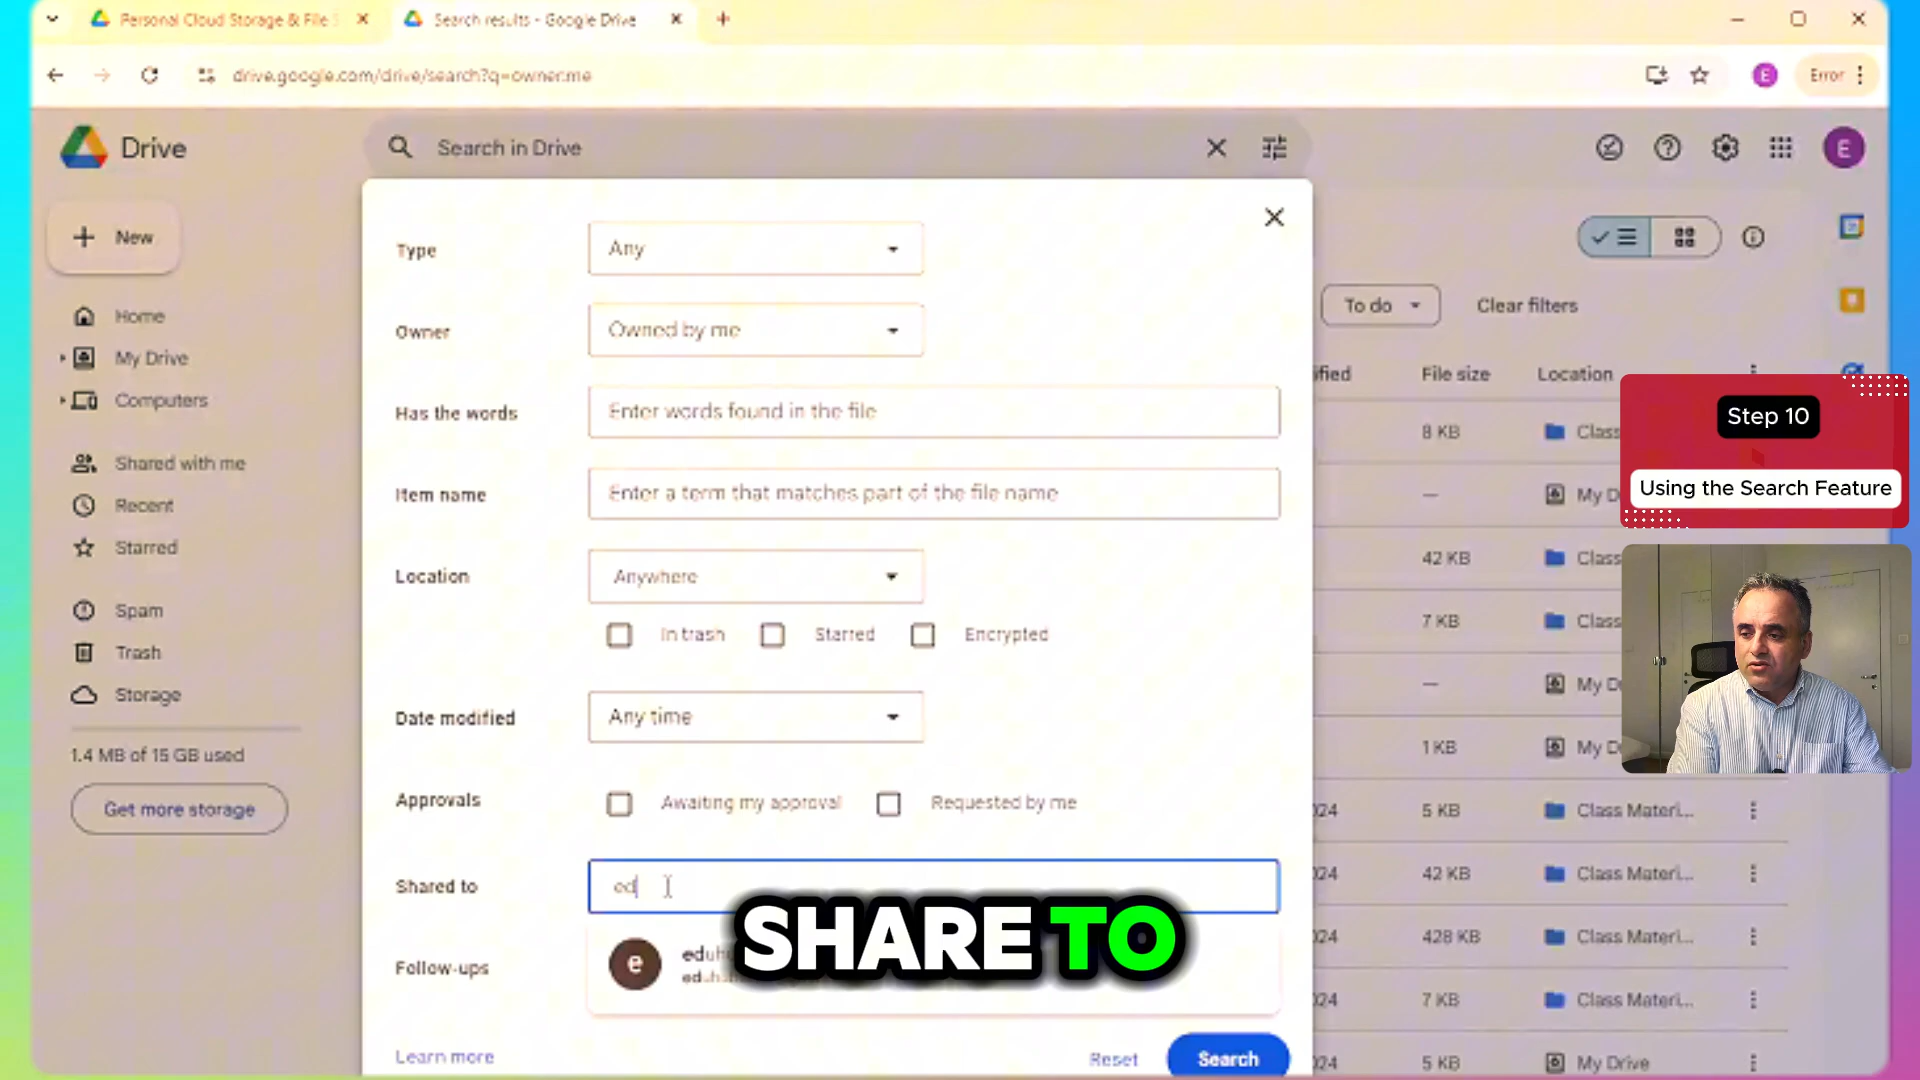 Personal Cloud Storage & File S
Search results - Google Drive
drive.google.com/drive/search?q=owner:me
E
Error
Drive
Search in Drive
E
New
Home
My Drive
Computers
Shared with me
Recent
Starred
Spam
Trash
Storage
1.4 MB of 15 GB used
Get more storage
Type
Any
Owner
Owned by me
Has the words
Enter words found in the file
Item name
Enter a term that matches part of the file name
Location
Anywhere
In trash
Starred
Encrypted
Date modified
Any time
Approvals
Awaiting my approval
Requested by me
Shared to
ed
Follow-ups
e
SHARE TO
Learn more
Reset
Search
To do
Clear filters
File size
Location
8 KB
Class
—
My D
42 KB
Class
7 KB
Class
—
My D
1 KB
My D
024
5 KB
Class Materi...
024
42 KB
Class Materi...
024
428 KB
Class Materi...
024
7 KB
Class Materi...
024
5 KB
My Drive
Step 10
Using the Search Feature